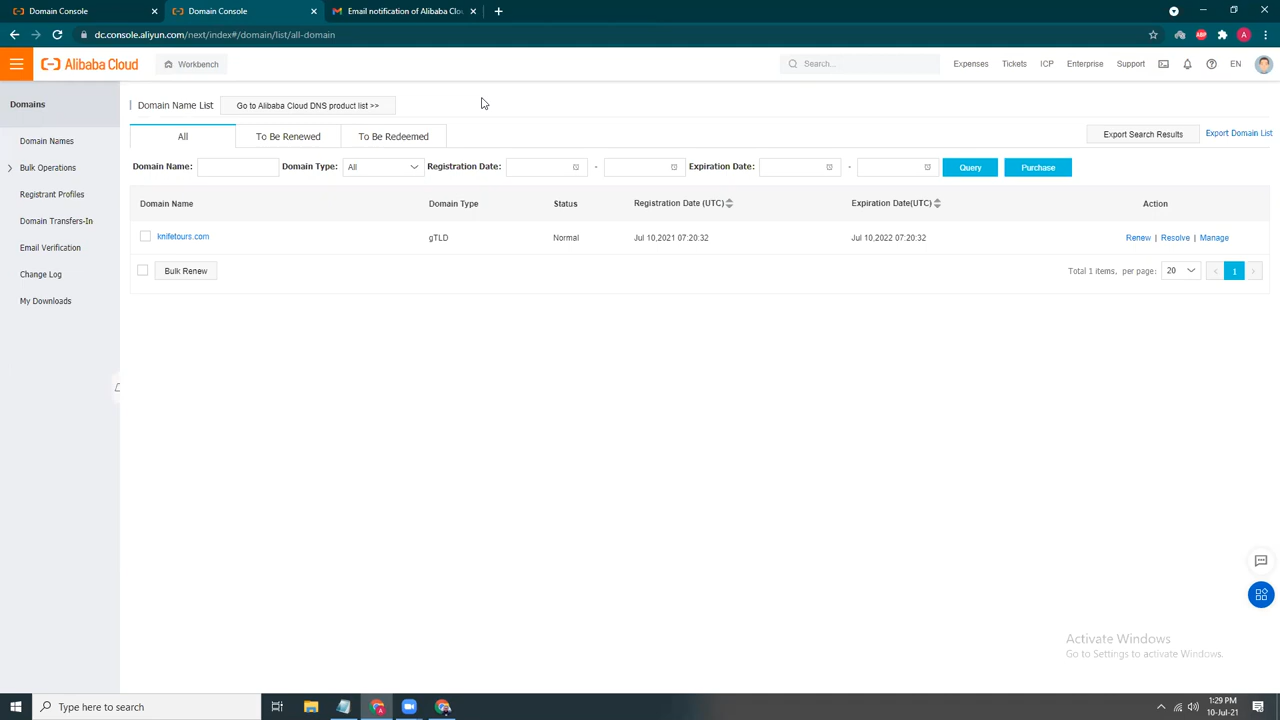 Domain Console
Domain Console
Email notification of Alibaba Clou
dc.console.aliyun.com/next/index#/domain/list/all-domain
ABP
A
Alibaba Cloud
Workbench
Search...
Expenses
Tickets
ICP
Enterprise
Support
EN
Domains
Domain Names
Bulk Operations
Registrant Profiles
Domain Transfers-In
Email Verification
Change Log
My Downloads
Domain Name List
Go to Alibaba Cloud DNS product list >>
All
To Be Renewed
To Be Redeemed
Export Search Results
Export Domain List
Domain Name:
Domain Type: All
Registration Date: -
Expiration Date: -
Query
Purchase
Domain Name
Domain Type
Status
Registration Date (UTC)
Expiration Date(UTC)
Action
knifetours.com
gTLD
Normal
Jul 10,2021 07:20:32
Jul 10,2022 07:20:32
Renew | Resolve | Manage
Bulk Renew
Total 1 items, per page: 20
< 1 >
Activate Windows
Go to Settings to activate Windows.
Type here to search
1:29 PM
10-Jul-21